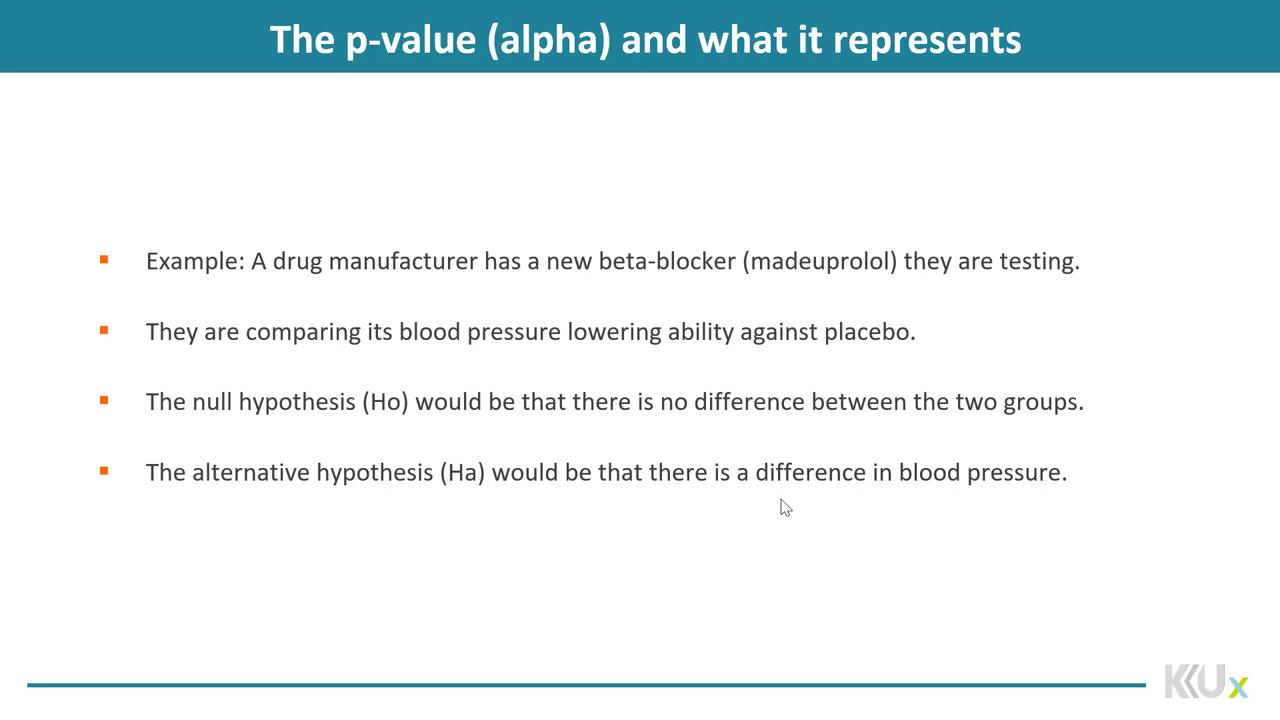 The p-value (alpha) and what it represents
Example: A drug manufacturer has a new beta-blocker (madeuprolol) they are testing.
They are comparing its blood pressure lowering ability against placebo.
The null hypothesis (Ho) would be that there is no difference between the two groups.
The alternative hypothesis (Ha) would be that there is a difference in blood pressure.
KKUx